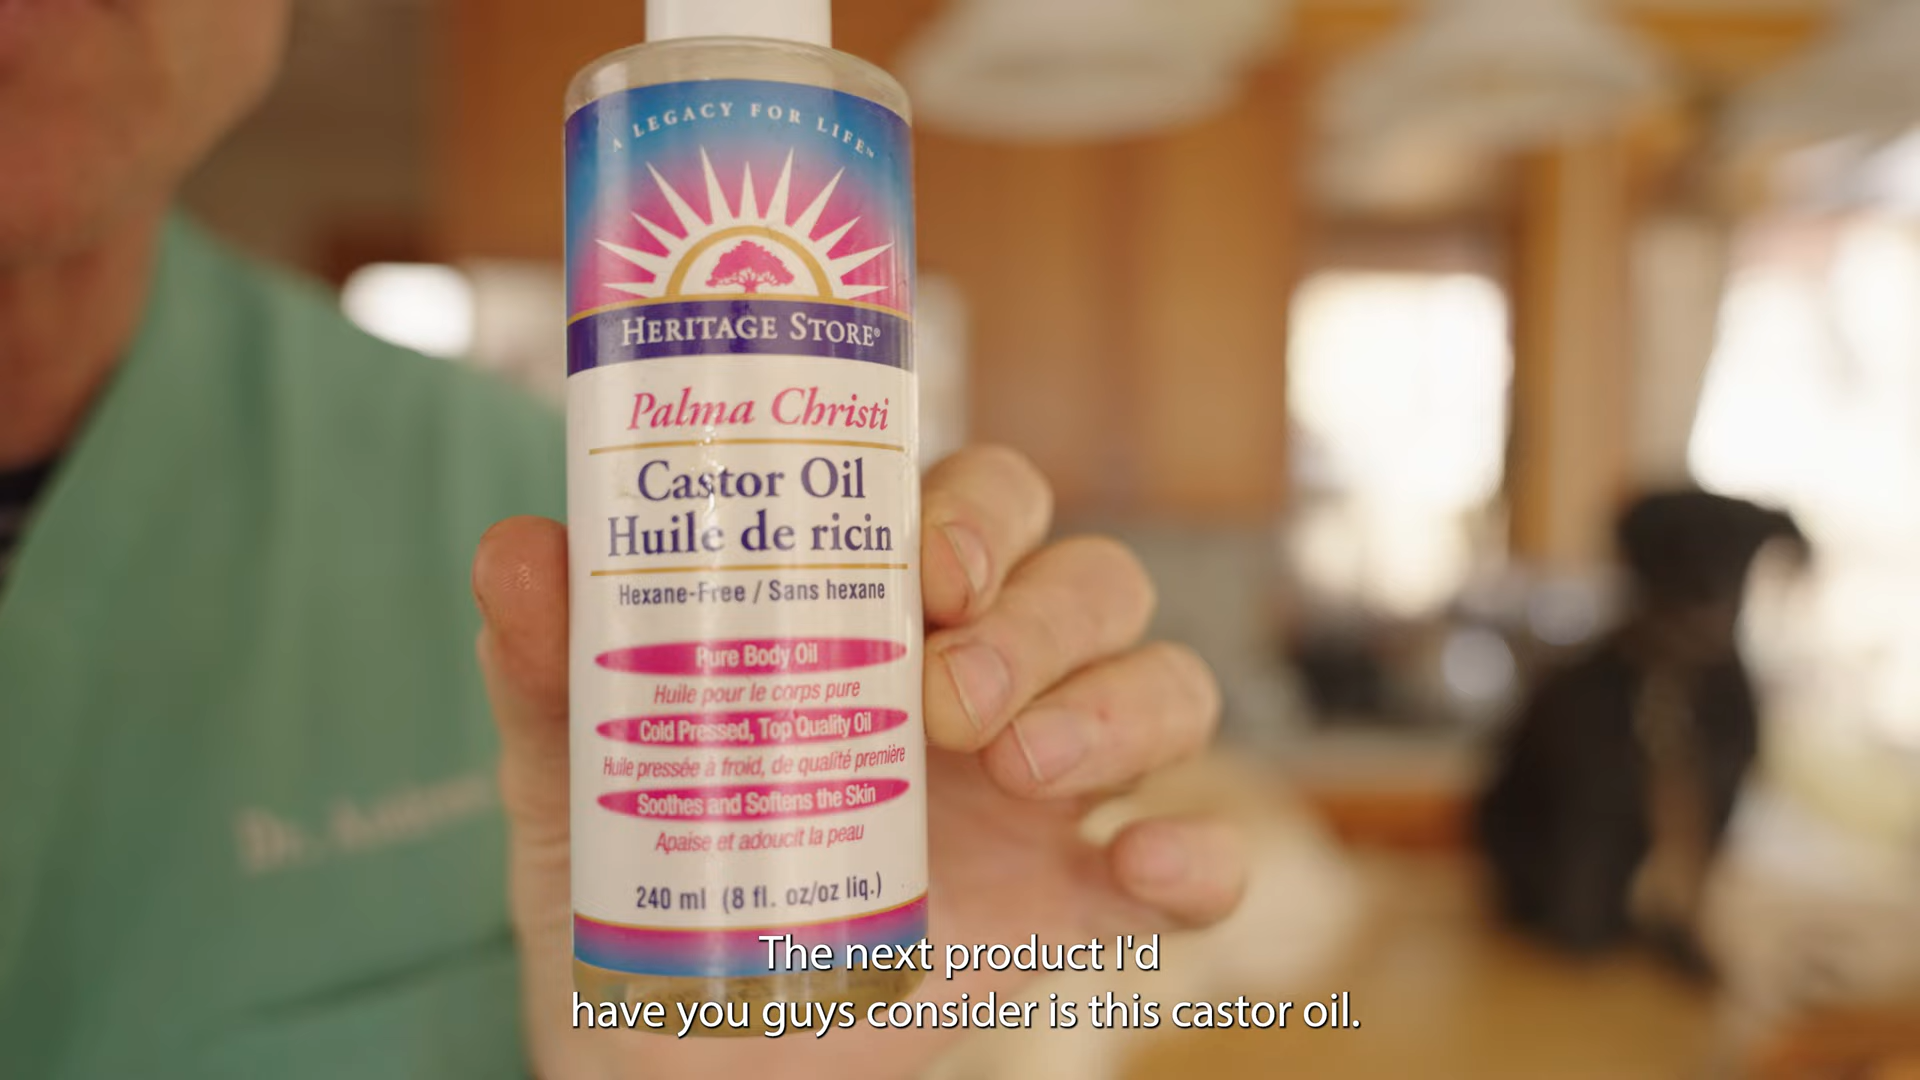 A LEGACY FOR LIFE™
HERITAGE STORE®
Palma Christi
Castor Oil
Huile de ricin
Hexane-Free / Sans hexane
Pure Body Oil
Huile pour le corps pure
Cold Pressed, Top Quality Oil
Huile pressée à froid, de qualité première
Soothes and Softens the Skin
Apaise et adoucit la peau
240 ml (8 fl. oz/oz liq.)
Dr.
The next product I'd
have you guys consider is this castor oil.